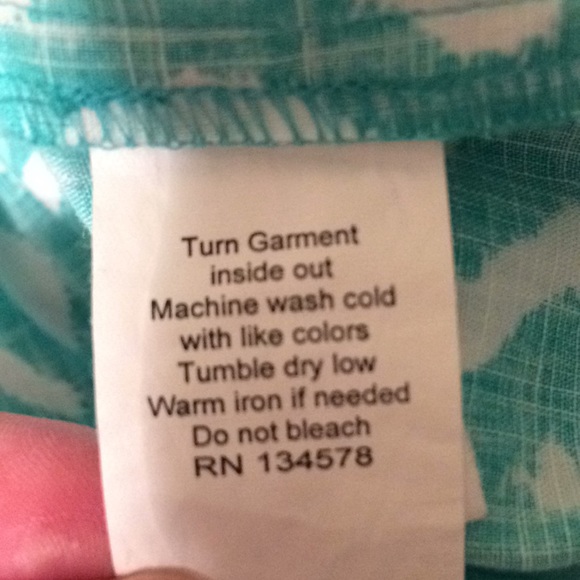 Turn Garment
inside out
Machine wash cold
with like colors
Tumble dry low
Warm iron if needed
Do not bleach
RN 134578